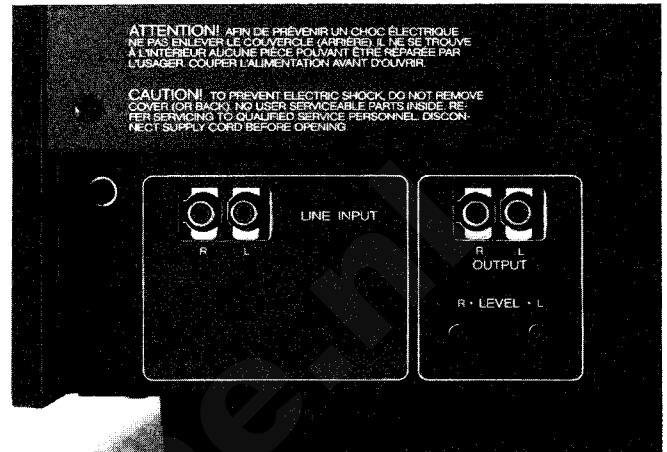 ATTENTION! AFIN DE PRÉVENIR UN CHOC ÉLECTRIQUE
NE PAS ENLEVER LE COUVERCLE (ARRIÈRE). IL NE SE TROUVE
À L'INTÉRIEUR AUCUNE PIÈCE POUVANT ÊTRE RÉPARÉE PAR
L'USAGER. COUPER L'ALIMENTATION AVANT D'OUVRIR.
CAUTION! TO PREVENT ELECTRIC SHOCK, DO NOT REMOVE
COVER (OR BACK). NO USER SERVICEABLE PARTS INSIDE. RE-
FER SERVICING TO QUALIFIED SERVICE PERSONNEL. DISCON-
NECT SUPPLY CORD BEFORE OPENING.
LINE INPUT
R L
R L
OUTPUT
R • LEVEL • L